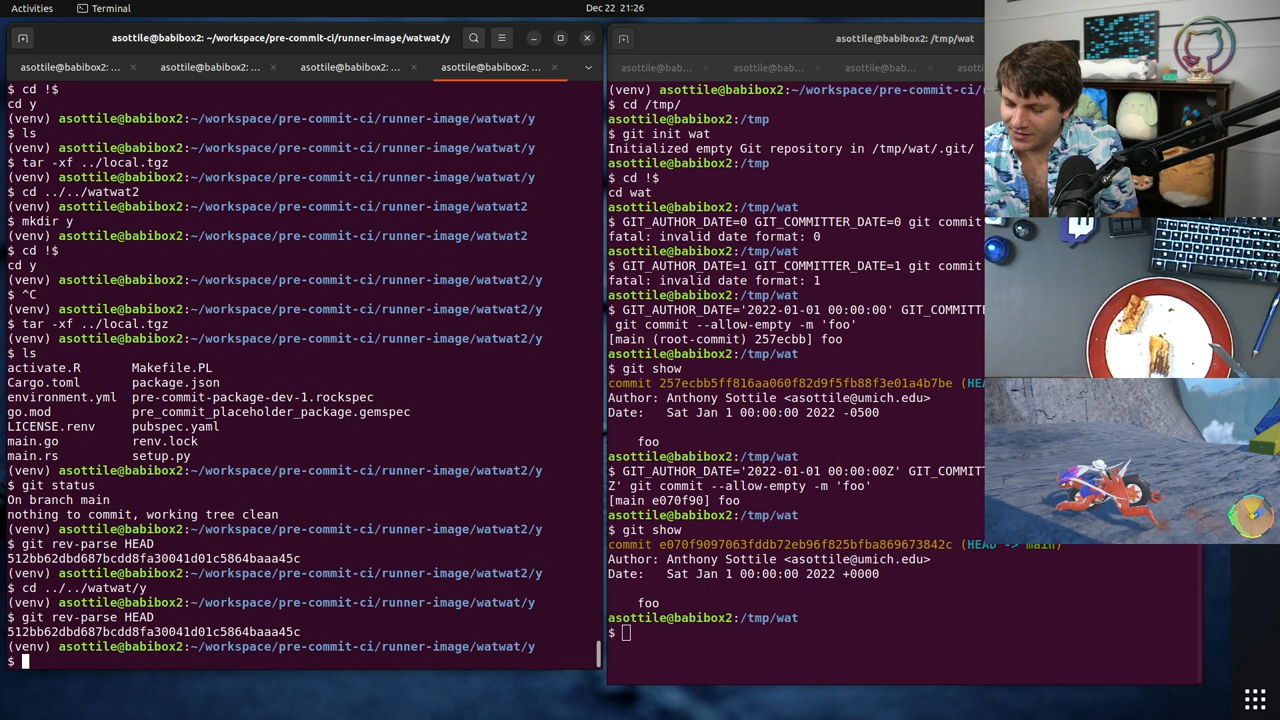 Activities
Terminal
Dec 22 21:26
asottile@babibox2: ~/workspace/pre-commit-ci/runner-image/watwat/y
asottile@babibox2: ...
asottile@babibox2: ...
asottile@babibox2:
asottile@babibox2: ...
$ cd !$
cd y
(venv) asottile@babibox2:~/workspace/pre-commit-ci/runner-image/watwat/y
$ ls
(venv) asottile@babibox2:~/workspace/pre-commit-ci/runner-image/watwat/y
$ tar -xf ../local.tgz
(venv) asottile@babibox2:~/workspace/pre-commit-ci/runner-image/watwat/y
$ cd ../../watwat2
(venv) asottile@babibox2:~/workspace/pre-commit-ci/runner-image/watwat2
$ mkdir y
(venv) asottile@babibox2:~/workspace/pre-commit-ci/runner-image/watwat2
$ cd !$
cd y
(venv) asottile@babibox2:~/workspace/pre-commit-ci/runner-image/watwat2/y
$ ^C
(venv) asottile@babibox2:~/workspace/pre-commit-ci/runner-image/watwat2/y
$ tar -xf ../local.tgz
(venv) asottile@babibox2:~/workspace/pre-commit-ci/runner-image/watwat2/y
$ ls
activate.R Makefile.PL
Cargo.toml package.json
environment.yml pre-commit-package-dev-1.rockspec
go.mod pre_commit_placeholder_package.gemspec
LICENSE.renv pubspec.yaml
main.go renv.lock
main.rs setup.py
(venv) asottile@babibox2:~/workspace/pre-commit-ci/runner-image/watwat2/y
$ git status
On branch main
nothing to commit, working tree clean
(venv) asottile@babibox2:~/workspace/pre-commit-ci/runner-image/watwat2/y
$ git rev-parse HEAD
512bb62dbd687bcdd8fa30041d01c5864baaa45c
(venv) asottile@babibox2:~/workspace/pre-commit-ci/runner-image/watwat2/y
$ cd ../../watwat/y
(venv) asottile@babibox2:~/workspace/pre-commit-ci/runner-image/watwat/y
$ git rev-parse HEAD
512bb62dbd687bcdd8fa30041d01c5864baaa45c
(venv) asottile@babibox2:~/workspace/pre-commit-ci/runner-image/watwat/y
$
asottile@babibox2: /tmp/wat
asottile@bab...
asottile@bab...
asottile@bab...
asottile
(venv) asottile@babibox2:~/workspace/pre-commit-ci/r
$ cd /tmp/
asottile@babibox2:/tmp
$ git init wat
Initialized empty Git repository in /tmp/wat/.git/
asottile@babibox2:/tmp
$ cd !$
cd wat
asottile@babibox2:/tmp/wat
$ GIT_AUTHOR_DATE=0 GIT_COMMITTER_DATE=0 git commit
fatal: invalid date format: 0
asottile@babibox2:/tmp/wat
$ GIT_AUTHOR_DATE=1 GIT_COMMITTER_DATE=1 git commit
fatal: invalid date format: 1
asottile@babibox2:/tmp/wat
$ GIT_AUTHOR_DATE='2022-01-01 00:00:00' GIT_COMMITTER
git commit --allow-empty -m 'foo'
[main (root-commit) 257ecbb] foo
asottile@babibox2:/tmp/wat
$ git show
commit 257ecbb5ff816aa060f82d9f5fb88f3e01a4b7be (HEA
Author: Anthony Sottile <asottile@umich.edu>
Date: Sat Jan 1 00:00:00 2022 -0500
foo
asottile@babibox2:/tmp/wat
$ GIT_AUTHOR_DATE='2022-01-01 00:00:00Z' GIT_COMMITT
Z' git commit --allow-empty -m 'foo'
[main e070f90] foo
asottile@babibox2:/tmp/wat
$ git show
commit e070f9097063fddb72eb96f825bfba869673842c (HEAD -> main)
Author: Anthony Sottile <asottile@umich.edu>
Date: Sat Jan 1 00:00:00 2022 +0000
foo
asottile@babibox2:/tmp/wat
$